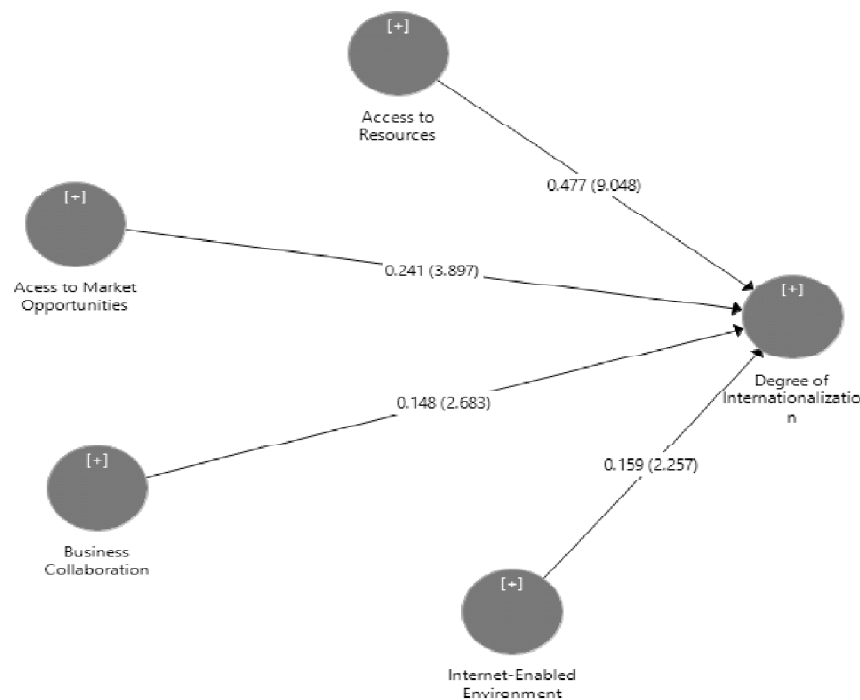 [+]
Access to
Resources
0.477 (9.048)
[+]
Acess to Market
Opportunities
0.241 (3.897)
[+]
Degree of
Internationalizatio
n
0.148 (2.683)
[+]
Business
Collaboration
0.159 (2.257)
[+]
Internet-Enabled
Environment